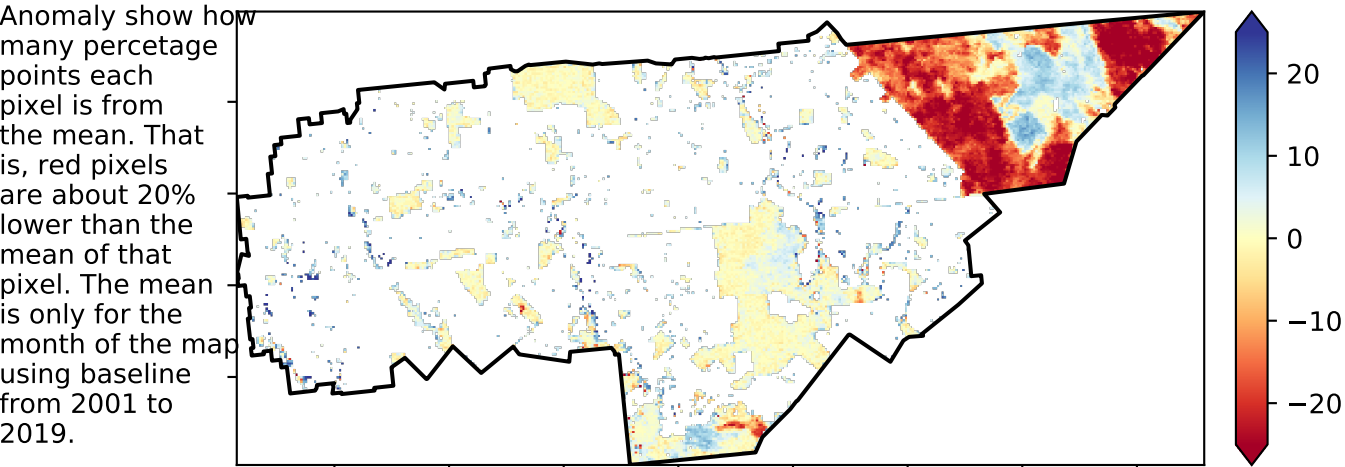 Anomaly show how
many percetage
points each
pixel is from
the mean. That
is, red pixels
are about 20%
lower than the
mean of that
pixel. The mean
is only for the
month of the map
using baseline
from 2001 to
2019.
20
10
0
−10
−20